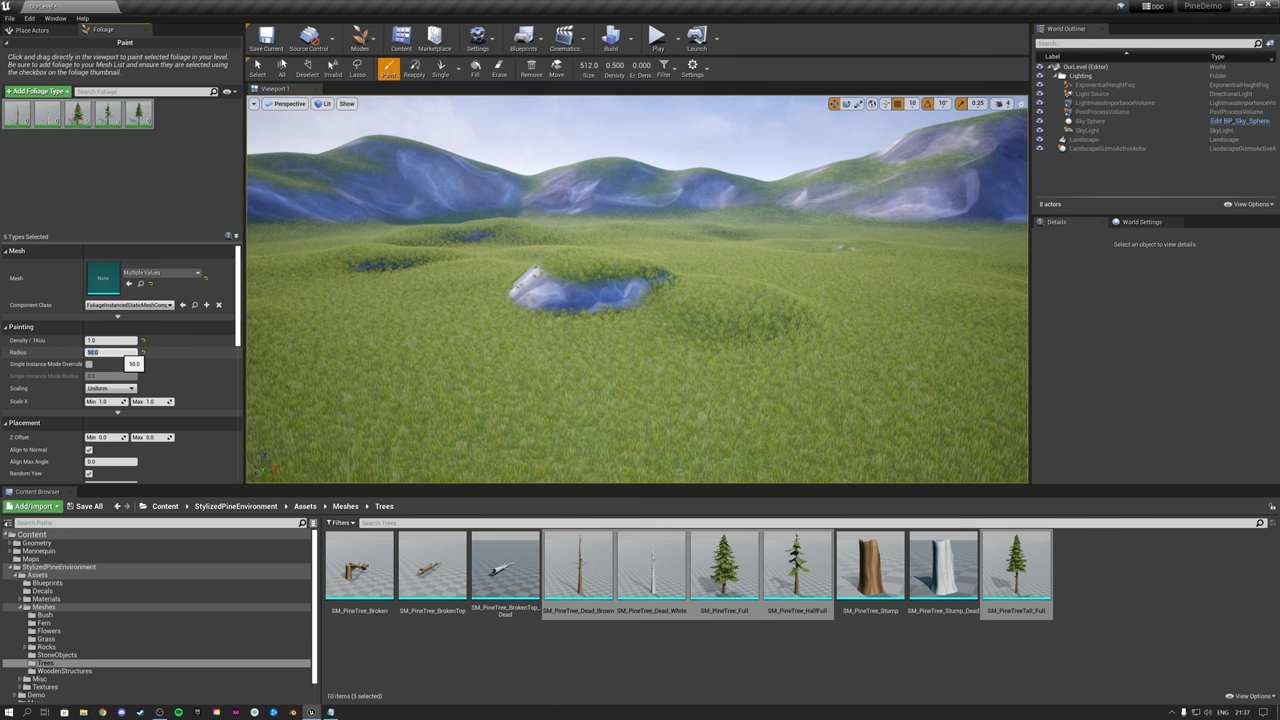 OurLevel•
DDC
PineDemo
File Edit Window Help
Place Actors
Foliage
Paint
Click and drag directly in the viewport to paint selected foliage in your level. Be sure to add foliage to your Mesh List and ensure they are selected using the checkbox on the foliage thumbnail.
Add Foliage Type
Search Foliage
Save Current
Source Control
Modes
Content
Marketplace
Settings
Blueprints
Cinematics
Build
Play
Launch
Select
All
Deselect
Invalid
Lasso
Paint
Reapply
Single
Fill
Erase
Remove
Move
512.0 Size
0.500 Density
0.000 Er. Dens
Filter
Settings
Viewport 1
Perspective
Lit
Show
10
10°
0.25
4
World Outliner
Search...
Label
Type
OurLevel (Editor) World
Lighting Folder
ExponentialHeightFog ExponentialHeightFog
Light Source DirectionalLight
LightmassImportanceVolume LightmassImportanceVo
PostProcessVolume PostProcessVolume
Sky Sphere Edit BP_Sky_Sphere
SkyLight SkyLight
Landscape Landscape
LandscapeGizmoActiveActor LandscapeGizmoActiveA
8 actors
View Options
Details
World Settings
Select an object to view details.
5 Types Selected
Mesh
Mesh
None
Multiple Values
Component Class
FoliageInstancedStaticMeshComp
Painting
Density / 1Kuu 1.0
Radius 50.0
Single Instance Mode Override
50.0
Single Instance Mode Radius 0.0
Scaling Uniform
Scale X Min 1.0 Max 1.0
Placement
Z Offset Min 0.0 Max 0.0
Align to Normal
Align Max Angle 0.0
Random Yaw
Content Browser
Add/Import
Save All
Content
StylizedPineEnvironment
Assets
Meshes
Trees
Search Paths
Filters
Search Trees
Content
Geometry
Mannequin
Maps
StylizedPineEnvironment
Assets
Blueprints
Decals
Materials
Meshes
Bush
Fern
Flowers
Grass
Rocks
StoneObjects
Trees
WoodenStructures
Misc
Textures
Demo
SM_PineTree_Broken
SM_PineTree_BrokenTop
SM_PineTree_BrokenTop_Dead
SM_PineTree_Dead_Brown
SM_PineTree_Dead_White
SM_PineTree_Full
SM_PineTree_HalfFull
SM_PineTree_Stump
SM_PineTree_Stump_Dead
SM_PineTreeTall_Full
10 items (5 selected)
View Options
ENG
21:37